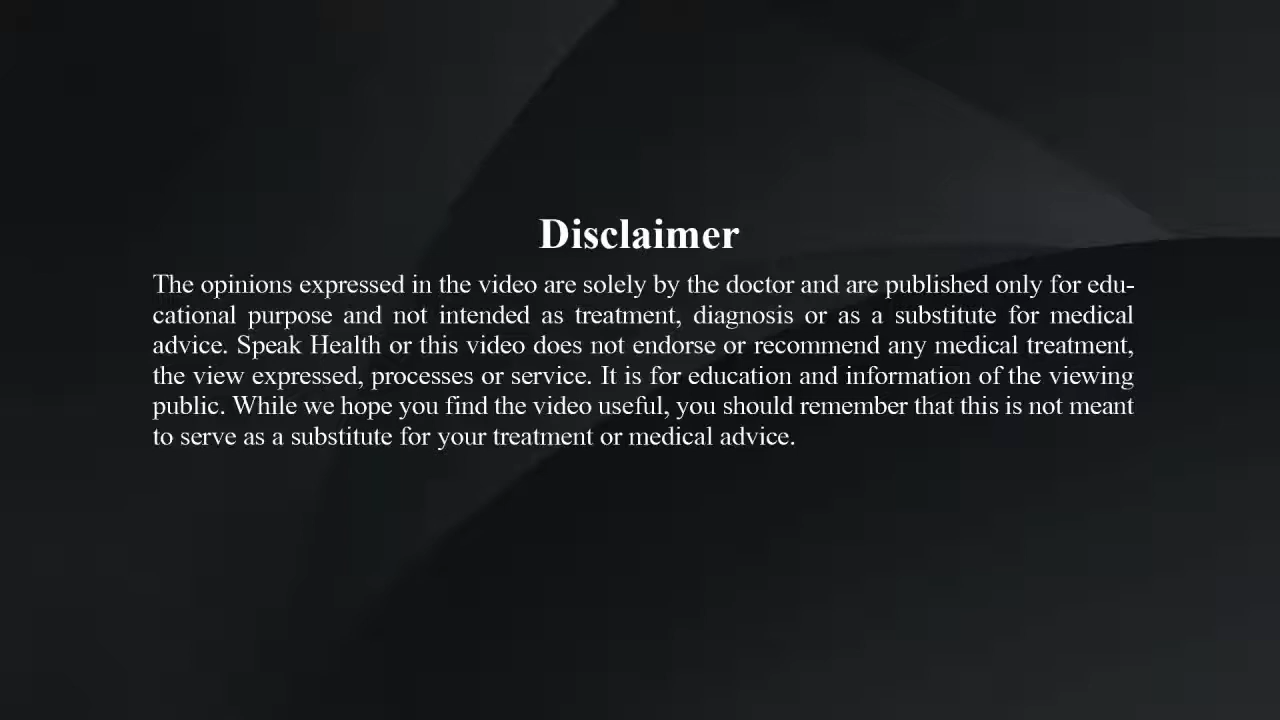 Disclaimer
The opinions expressed in the video are solely by the doctor and are published only for edu-
cational purpose and not intended as treatment, diagnosis or as a substitute for medical
advice. Speak Health or this video does not endorse or recommend any medical treatment,
the view expressed, processes or service. It is for education and information of the viewing
public. While we hope you find the video useful, you should remember that this is not meant
to serve as a substitute for your treatment or medical advice.